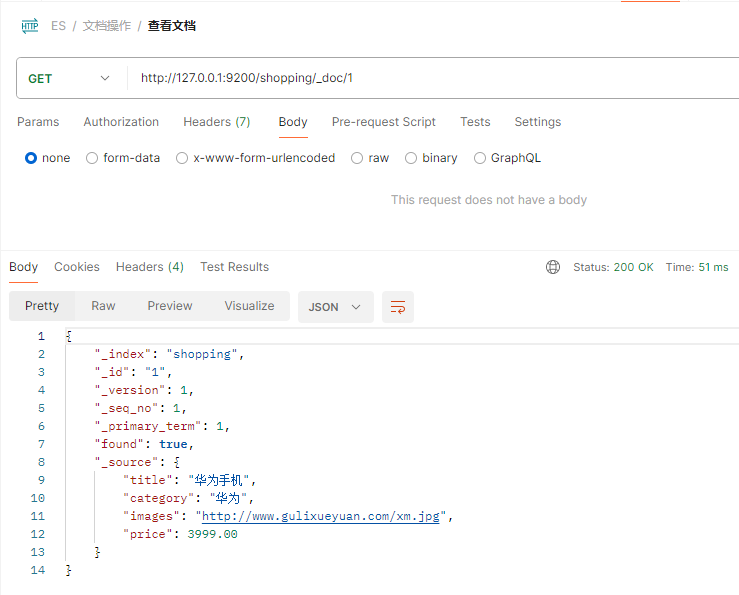 HTTP ES / 文档操作 / 查看文档
GET http://127.0.0.1:9200/shopping/_doc/1
Params Authorization Headers (7) Body Pre-request Script Tests Settings
none form-data x-www-form-urlencoded raw binary GraphQL
This request does not have a body
Body Cookies Headers (4) Test Results Status: 200 OK Time: 51 ms
Pretty Raw Preview Visualize JSON
1 {
2 "_index": "shopping",
3 "_id": "1",
4 "_version": 1,
5 "_seq_no": 1,
6 "_primary_term": 1,
7 "found": true,
8 "_source": {
9 "title": "华为手机",
10 "category": "华为",
11 "images": "http://www.gulixueyuan.com/xm.jpg",
12 "price": 3999.00
13 }
14 }